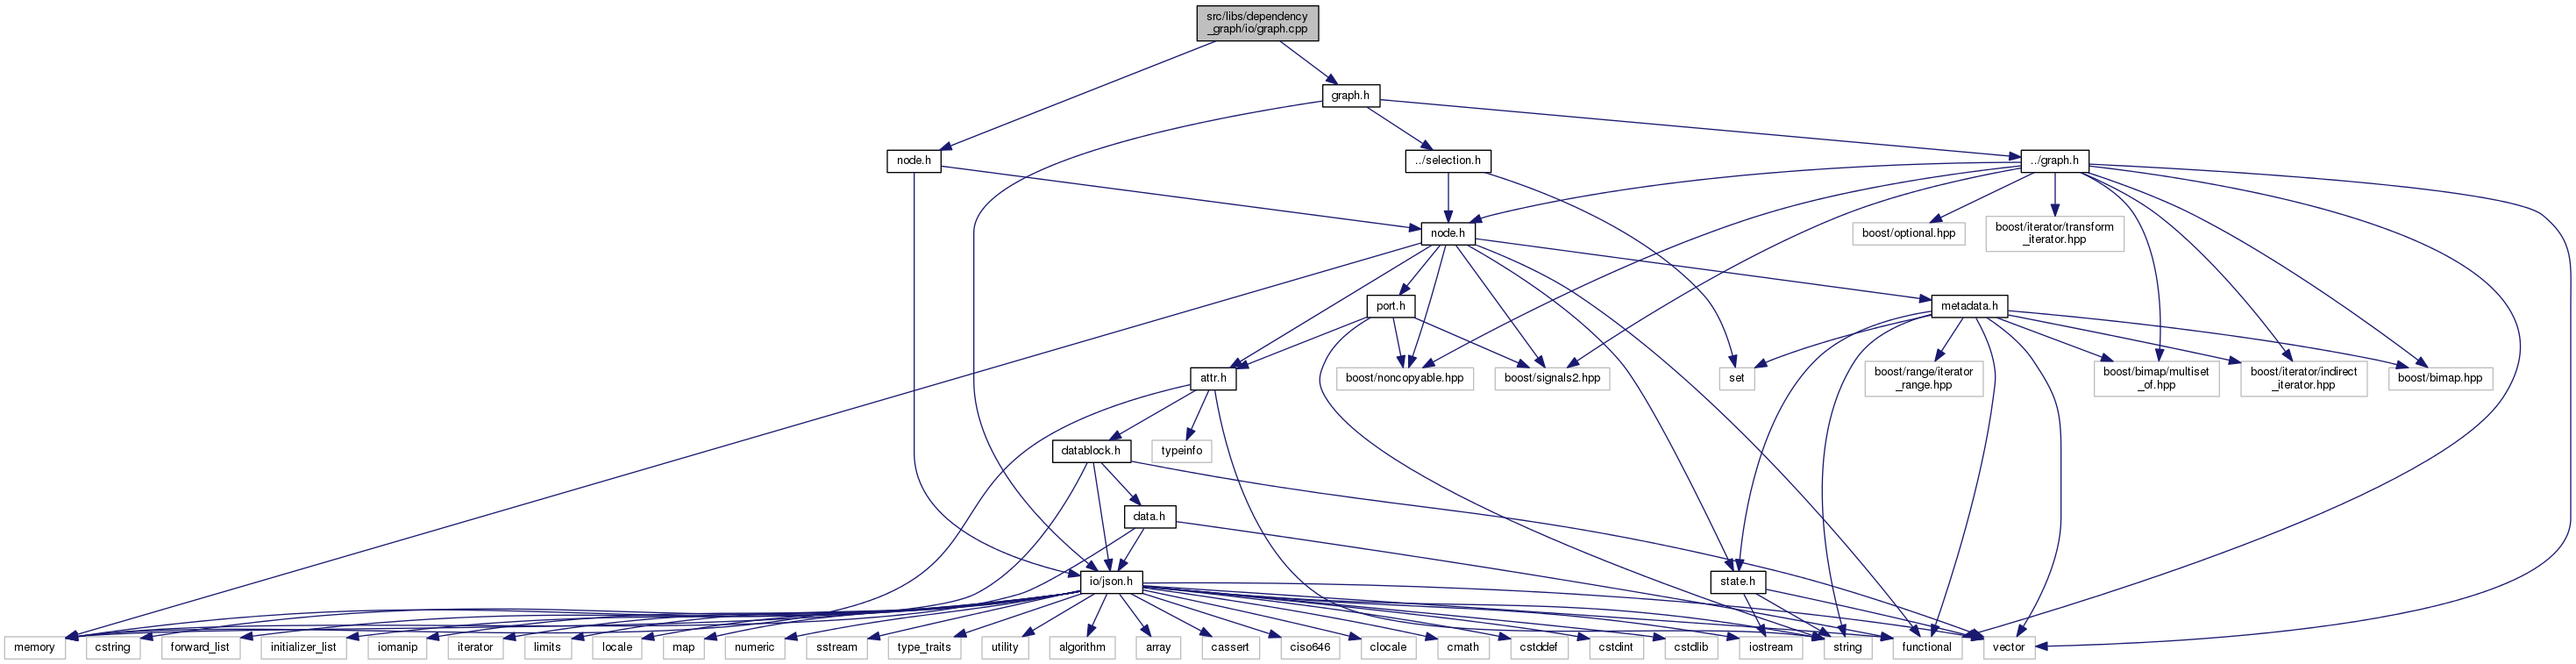 src/libs/dependency
_graph/io/graph.cpp
graph.h
node.h
../selection.h
../graph.h
node.h
boost/optional.hpp
boost/iterator/transform
_iterator.hpp
port.h
metadata.h
attr.h
boost/noncopyable.hpp
boost/signals2.hpp
set
boost/range/iterator
_range.hpp
boost/bimap/multiset
_of.hpp
boost/iterator/indirect
_iterator.hpp
boost/bimap.hpp
datablock.h
typeinfo
data.h
io/json.h
state.h
memory
cstring
forward_list
initializer_list
iomanip
iterator
limits
locale
map
numeric
sstream
type_traits
utility
algorithm
array
cassert
ciso646
clocale
cmath
cstddef
cstdint
cstdlib
iostream
string
functional
vector